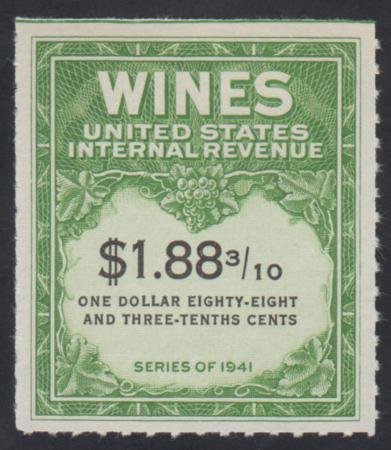 WINES
UNITED STATES
INTERNAL REVENUE
$1.88 3/10
ONE DOLLAR EIGHTY-EIGHT
AND THREE-TENTHS CENTS
SERIES OF 1941